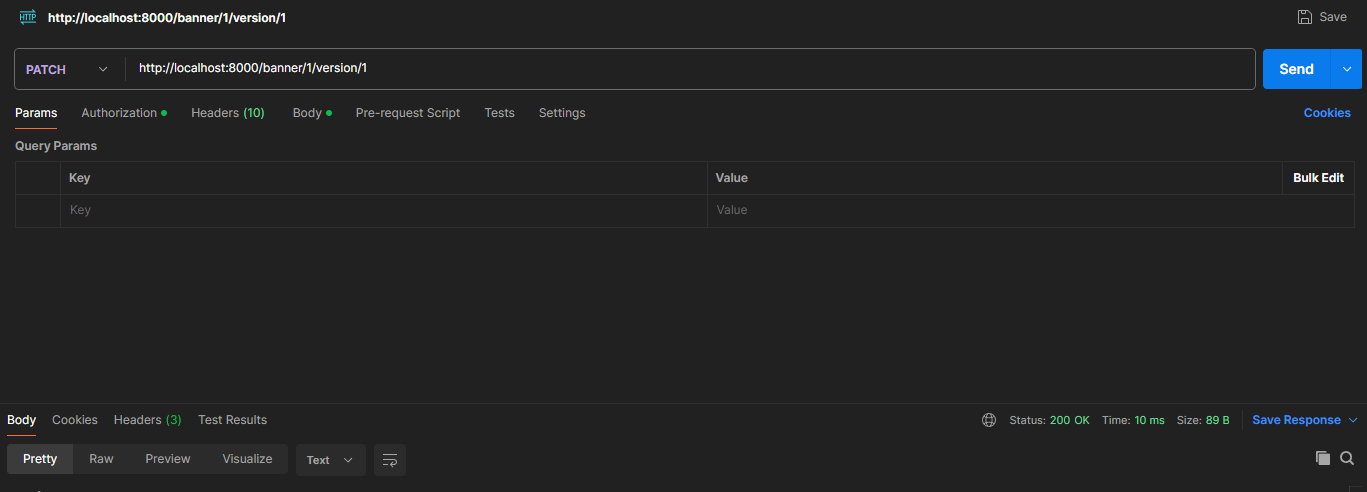 HTTP http://localhost:8000/banner/1/version/1 Save
PATCH http://localhost:8000/banner/1/version/1 Send
Params Authorization Headers (10) Body Pre-request Script Tests Settings Cookies
Query Params
Key Value Bulk Edit
Key Value
Body Cookies Headers (3) Test Results Status: 200 OK Time: 10 ms Size: 89 B Save Response
Pretty Raw Preview Visualize Text